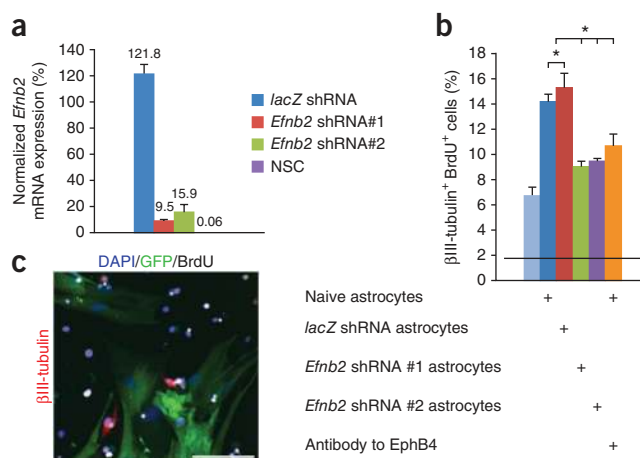 a
Normalized Efnb2
mRNA expression (%)
140
120
100
80
60
40
20
0
121.8
9.5
15.9
0.06
lacZ shRNA
Efnb2 shRNA#1
Efnb2 shRNA#2
NSC
b
βIII-tubulin+ BrdU+ cells (%)
18
16
14
12
10
8
6
4
2
0
*
*
Naive astrocytes + +
lacZ shRNA astrocytes +
Efnb2 shRNA #1 astrocytes +
Efnb2 shRNA #2 astrocytes +
Antibody to EphB4 +
c
DAPI/GFP/BrdU
βIII-tubulin